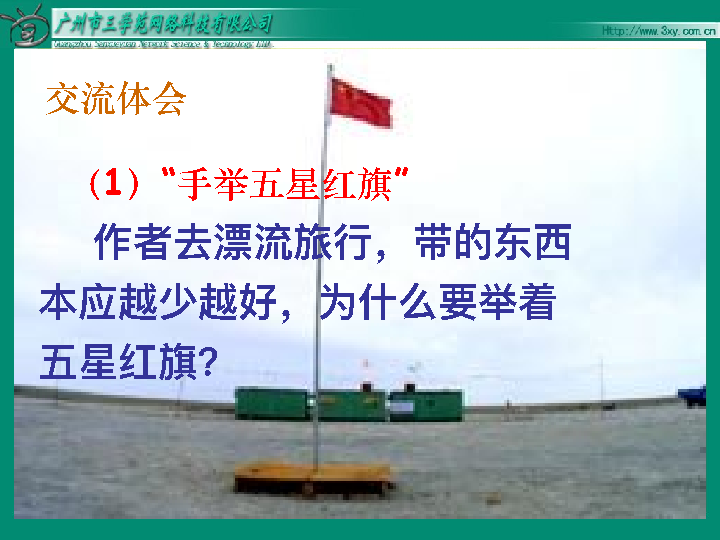 广州市三学苑网络科技有限公司
Guangzhou Sanxueyuan Network Science & Technology Ltd.
Http://www.3xy.com.cn
交流体会
（1）“手举五星红旗”
作者去漂流旅行，带的东西
本应越少越好，为什么要举着
五星红旗？